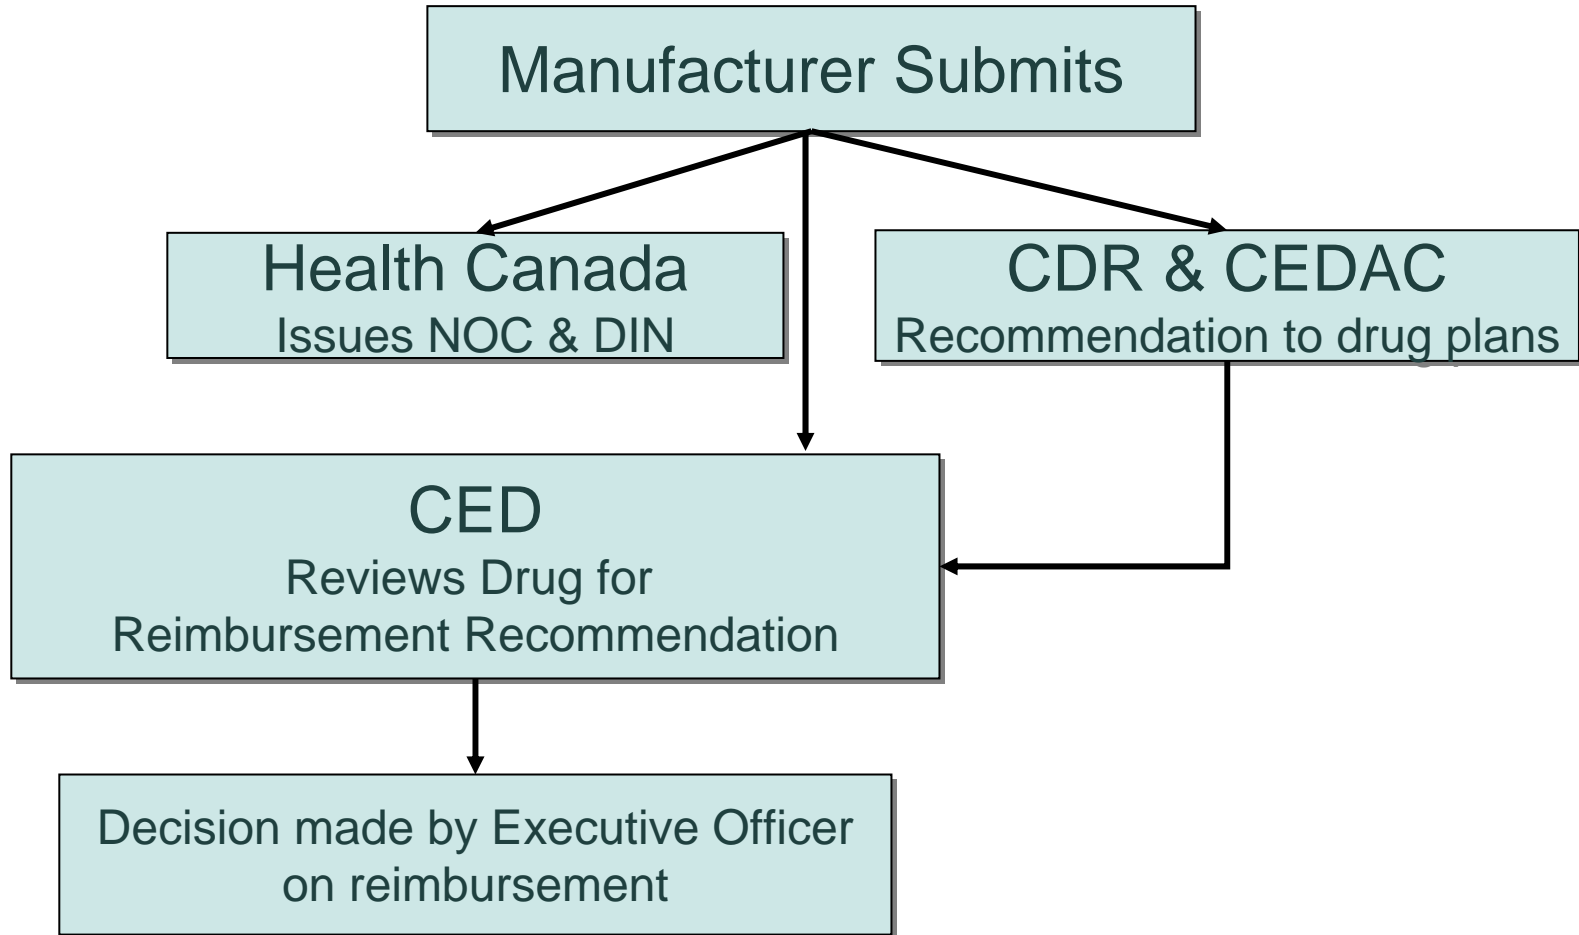 Manufacturer Submits
Health Canada
Issues NOC & DIN
CDR & CEDAC
Recommendation to drug plans
CED
Reviews Drug for
Reimbursement Recommendation
Decision made by Executive Officer
on reimbursement